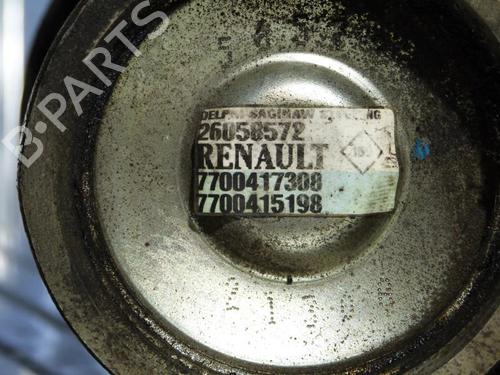 B-PARTS
DELPHI SAGINAW STEERING
26058572
RENAULT
7700417308
7700415198